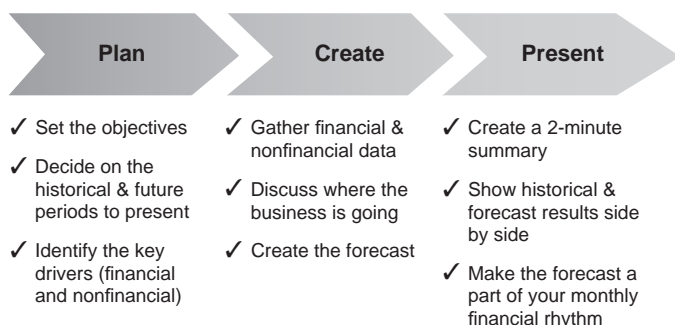 Plan
✓ Set the objectives
✓ Decide on the
historical & future
periods to present
✓ Identify the key
drivers (financial
and nonfinancial)
Create
✓ Gather financial &
nonfinancial data
✓ Discuss where the
business is going
✓ Create the forecast
Present
✓ Create a 2-minute
summary
✓ Show historical &
forecast results side
by side
✓ Make the forecast a
part of your monthly
financial rhythm